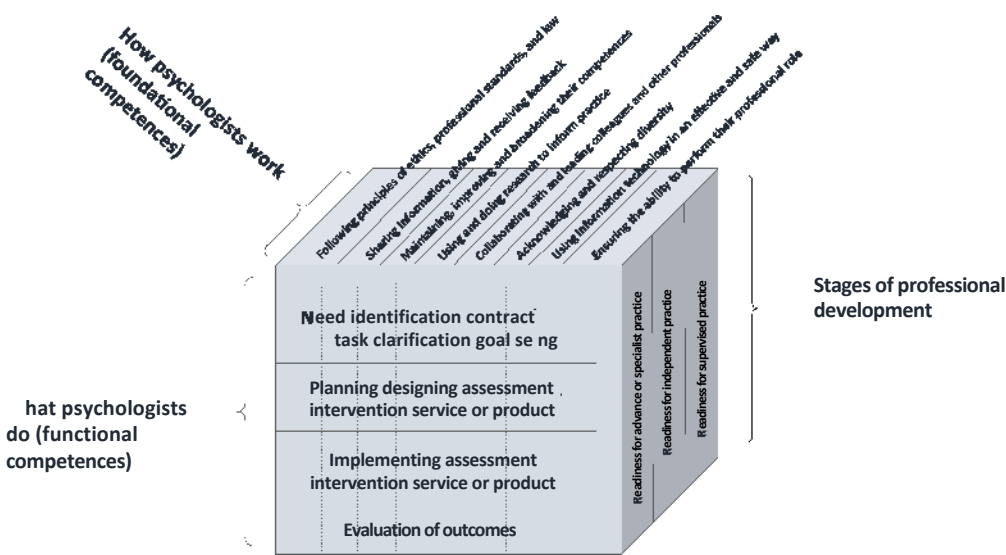 How psychologists work
(foundational
competences)
Following principles of ethics, professional standards, and law
Sharing information, giving and receiving feedback
Maintaining, improving and broadening their competences
Using and doing research to inform practice
Collaborating with and leading colleagues and other professionals
Acknowledging and respecting diversity
Using information technology in an effective and safe way
Ensuring the ability to perform their professional role
Need identification contract
task clarification goal se ng
Planning designing assessment
intervention service or product
Implementing assessment
intervention service or product
Evaluation of outcomes
hat psychologists
do (functional
competences)
Readiness for advance or specialist practice
Readiness for independent practice
Readiness for supervised practice
Stages of professional
development